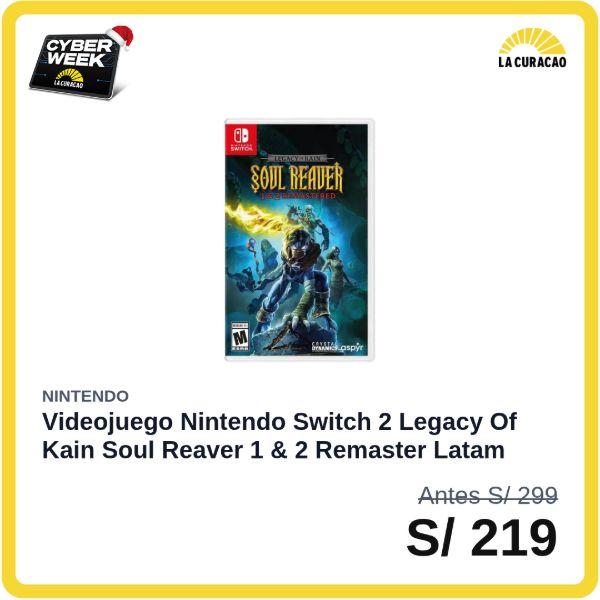 CYBER
WEEK
LA CURACAO
LA CURACAO
NINTENDO
SWITCH
LEGACY OF KAIN
SOUL REAVER
1 & 2 REMASTERED
M
CRYSTAL
DYNAMICS
aspyr
NINTENDO
Videojuego Nintendo Switch 2 Legacy Of
Kain Soul Reaver 1 & 2 Remaster Latam
Antes S/ 299
S/ 219